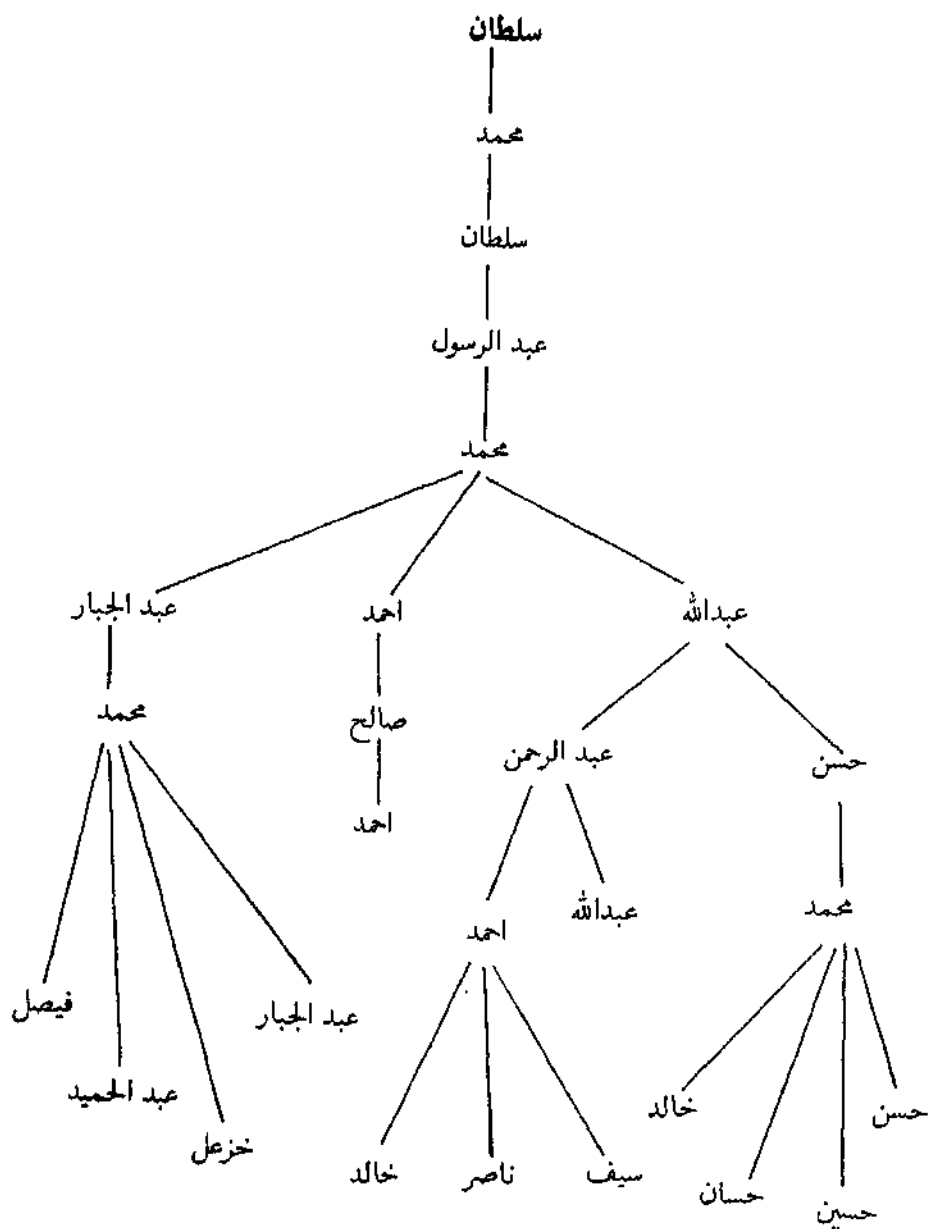 سلطان
محمد
سلطان
عبد الرسول
محمد
عبدالله
احمد
عبد الجبار
حسن
عبد الرحمن
صالح
محمد
احمد
محمد
عبدالله
احمد
عبد الجبار
فيصل
حسن
خالد
عبد الحميد
خزعل
حسين
حسان
سيف
ناصر
خالد